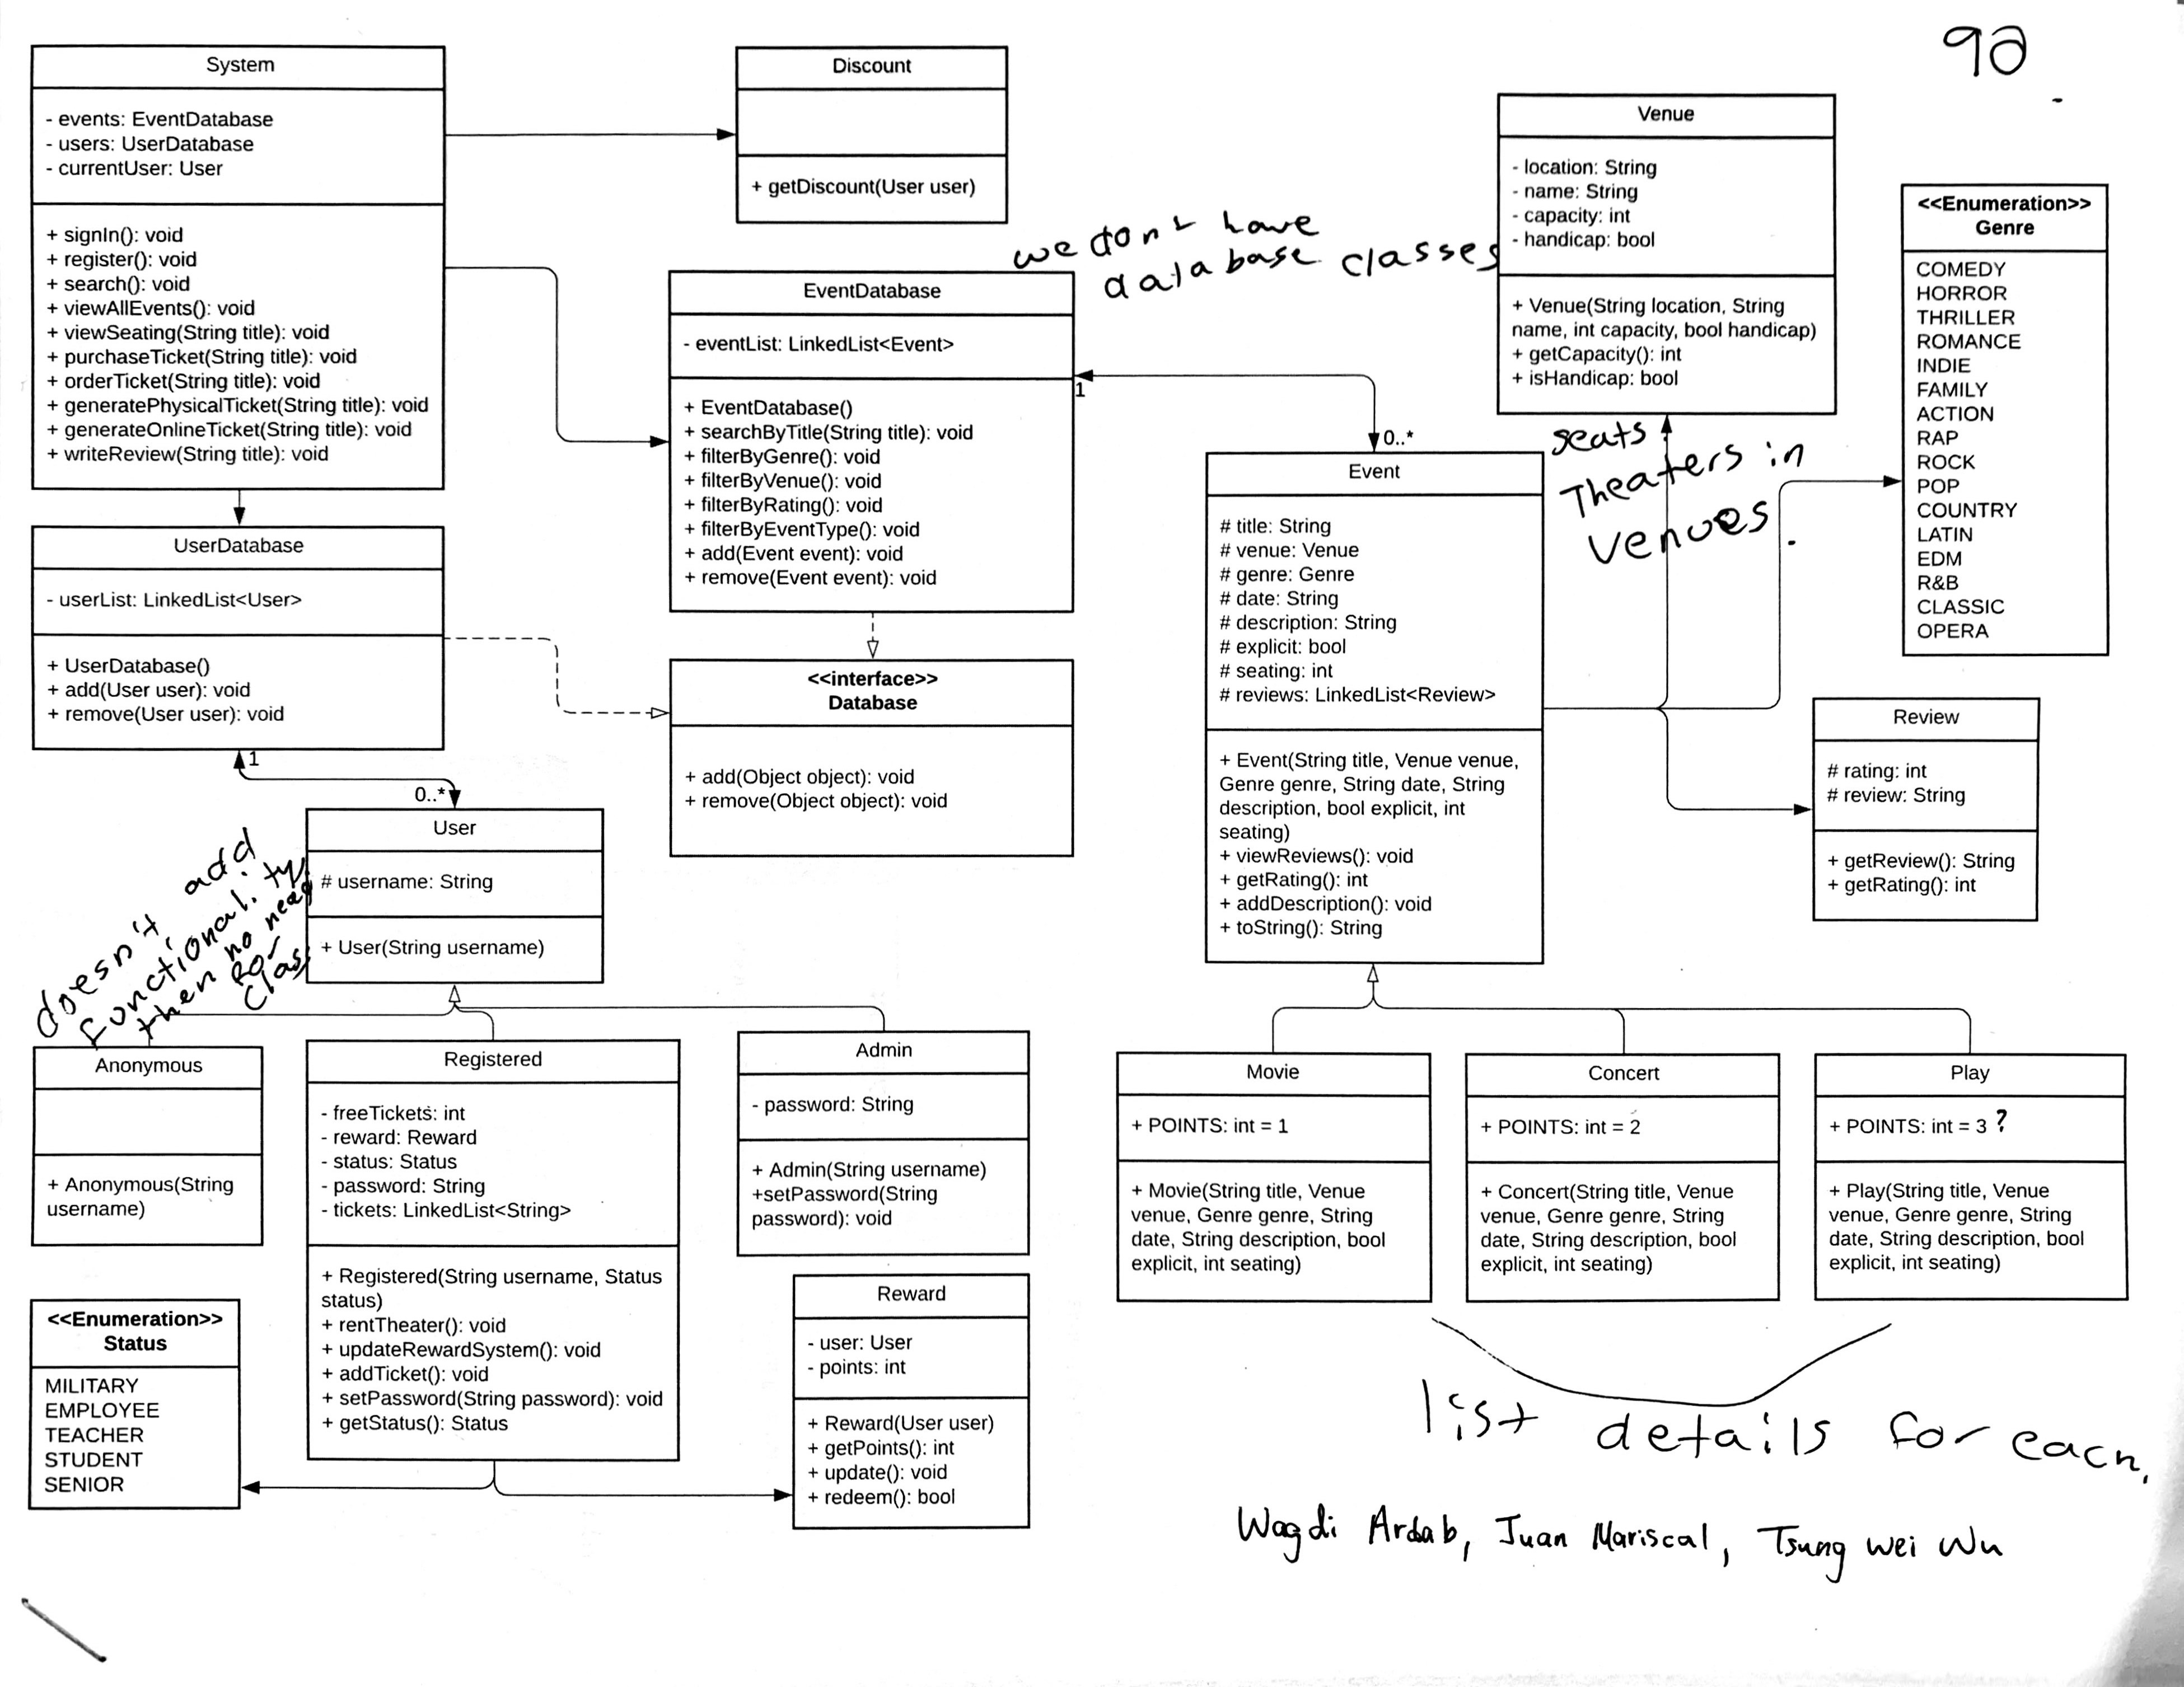 90
System
- events: EventDatabase
- users: UserDatabase
- currentUser: User
+ signIn(): void
+ register(): void
+ search(): void
+ viewAllEvents(): void
+ viewSeating(String title): void
+ purchaseTicket(String title): void
+ orderTicket(String title): void
+ generatePhysicalTicket(String title): void
+ generateOnlineTicket(String title): void
+ writeReview(String title): void
Discount
+ getDiscount(User user)
we don't have
database classes
Venue
- location: String
- name: String
- capacity: int
- handicap: bool
+ Venue(String location, String
name, int capacity, bool handicap)
+ getCapacity(): int
+ isHandicap: bool
<<Enumeration>>
Genre
COMEDY
HORROR
THRILLER
ROMANCE
INDIE
FAMILY
ACTION
RAP
ROCK
POP
COUNTRY
LATIN
EDM
R&B
CLASSIC
OPERA
EventDatabase
- eventList: LinkedList<Event>
+ EventDatabase()
+ searchByTitle(String title): void
+ filterByGenre(): void
+ filterByVenue(): void
+ filterByRating(): void
+ filterByEventType(): void
+ add(Event event): void
+ remove(Event event): void
1
0..*
seats
Theaters in
venues.
UserDatabase
- userList: LinkedList<User>
+ UserDatabase()
+ add(User user): void
+ remove(User user): void
<<interface>>
Database
+ add(Object object): void
+ remove(Object object): void
Event
# title: String
# venue: Venue
# genre: Genre
# date: String
# description: String
# explicit: bool
# seating: int
# reviews: LinkedList<Review>
+ Event(String title, Venue venue,
Genre genre, String date, String
description, bool explicit, int
seating)
+ viewReviews(): void
+ getRating(): int
+ addDescription(): void
+ toString(): String
Review
# rating: int
# review: String
+ getReview(): String
+ getRating(): int
1
0..*
User
# username: String
+ User(String username)
doesn't add
functionality
then no need
for
class
Anonymous
+ Anonymous(String
username)
Registered
- freeTickets: int
- reward: Reward
- status: Status
- password: String
- tickets: LinkedList<String>
+ Registered(String username, Status
status)
+ rentTheater(): void
+ updateRewardSystem(): void
+ addTicket(): void
+ setPassword(String password): void
+ getStatus(): Status
Admin
- password: String
+ Admin(String username)
+setPassword(String
password): void
Movie
+ POINTS: int = 1
+ Movie(String title, Venue
venue, Genre genre, String
date, String description, bool
explicit, int seating)
Concert
+ POINTS: int = 2
+ Concert(String title, Venue
venue, Genre genre, String
date, String description, bool
explicit, int seating)
Play
+ POINTS: int = 3 ?
+ Play(String title, Venue
venue, Genre genre, String
date, String description, bool
explicit, int seating)
<<Enumeration>>
Status
MILITARY
EMPLOYEE
TEACHER
STUDENT
SENIOR
Reward
- user: User
- points: int
+ Reward(User user)
+ getPoints(): int
+ update(): void
+ redeem(): bool
list details for each.
Wagdi Ardab, Juan Mariscal, Tsung wei Wu